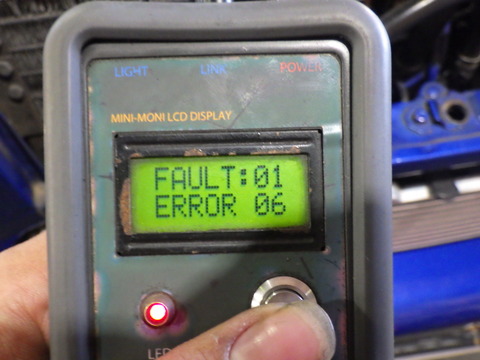 LIGHT LINK POWER
MINI-MONI LCD DISPLAY
FAULT:01
ERROR 06